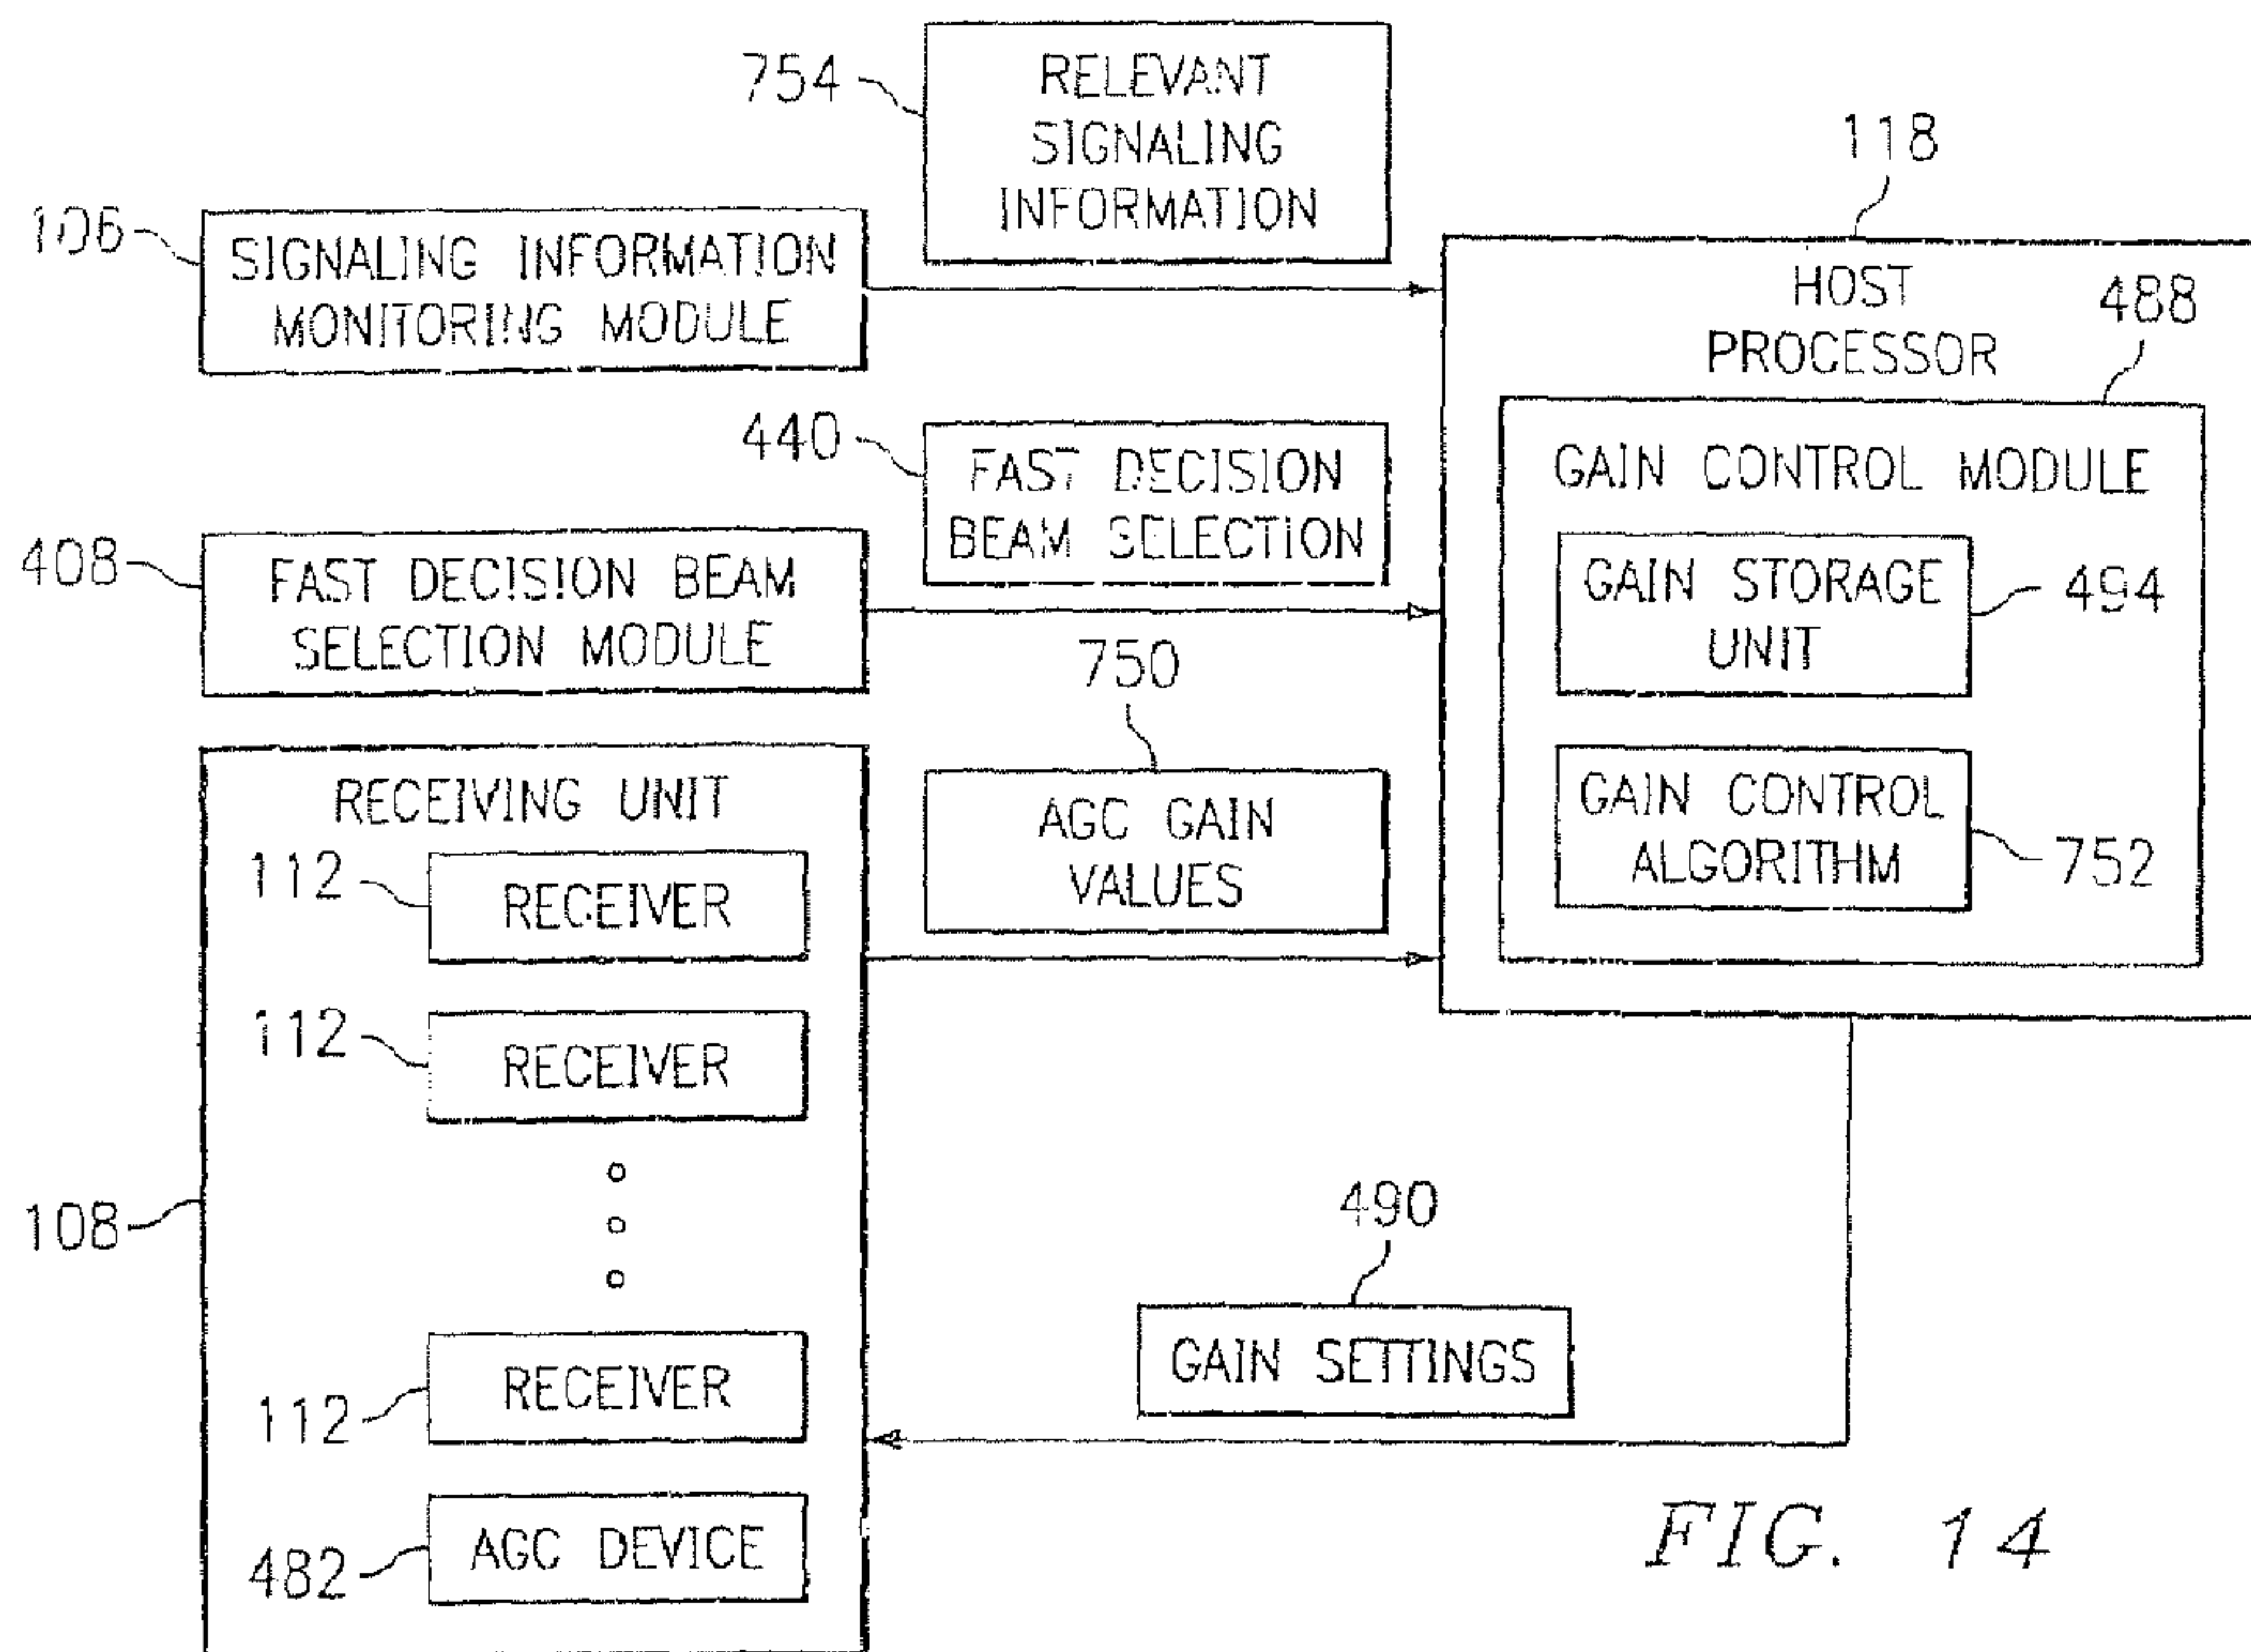 754
RELEVANT
SIGNALING
INFORMATION
118
106
SIGNALING INFORMATION
MONITORING MODULE
HOST
PROCESSOR
488
440
FAST DECISION
BEAM SELECTION
GAIN CONTROL MODULE
408
FAST DECISION BEAM
SELECTION MODULE
GAIN STORAGE
UNIT
494
750
RECEIVING UNIT
AGC GAIN
VALUES
GAIN CONTROL
ALGORITHM
752
112
RECEIVER
112
RECEIVER
108
490
GAIN SETTINGS
112
RECEIVER
482
AGC DEVICE
FIG. 14